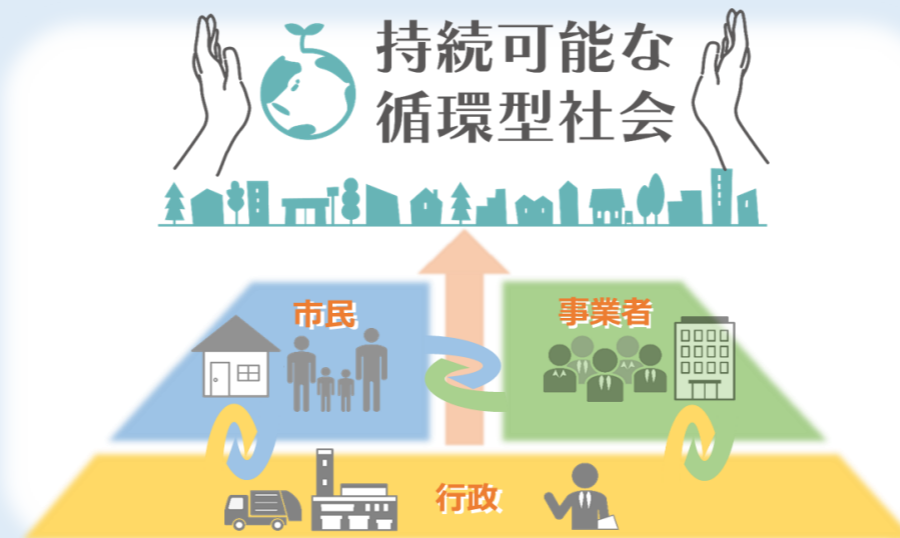 持続可能な
循環型社会
市民
事業者
行政